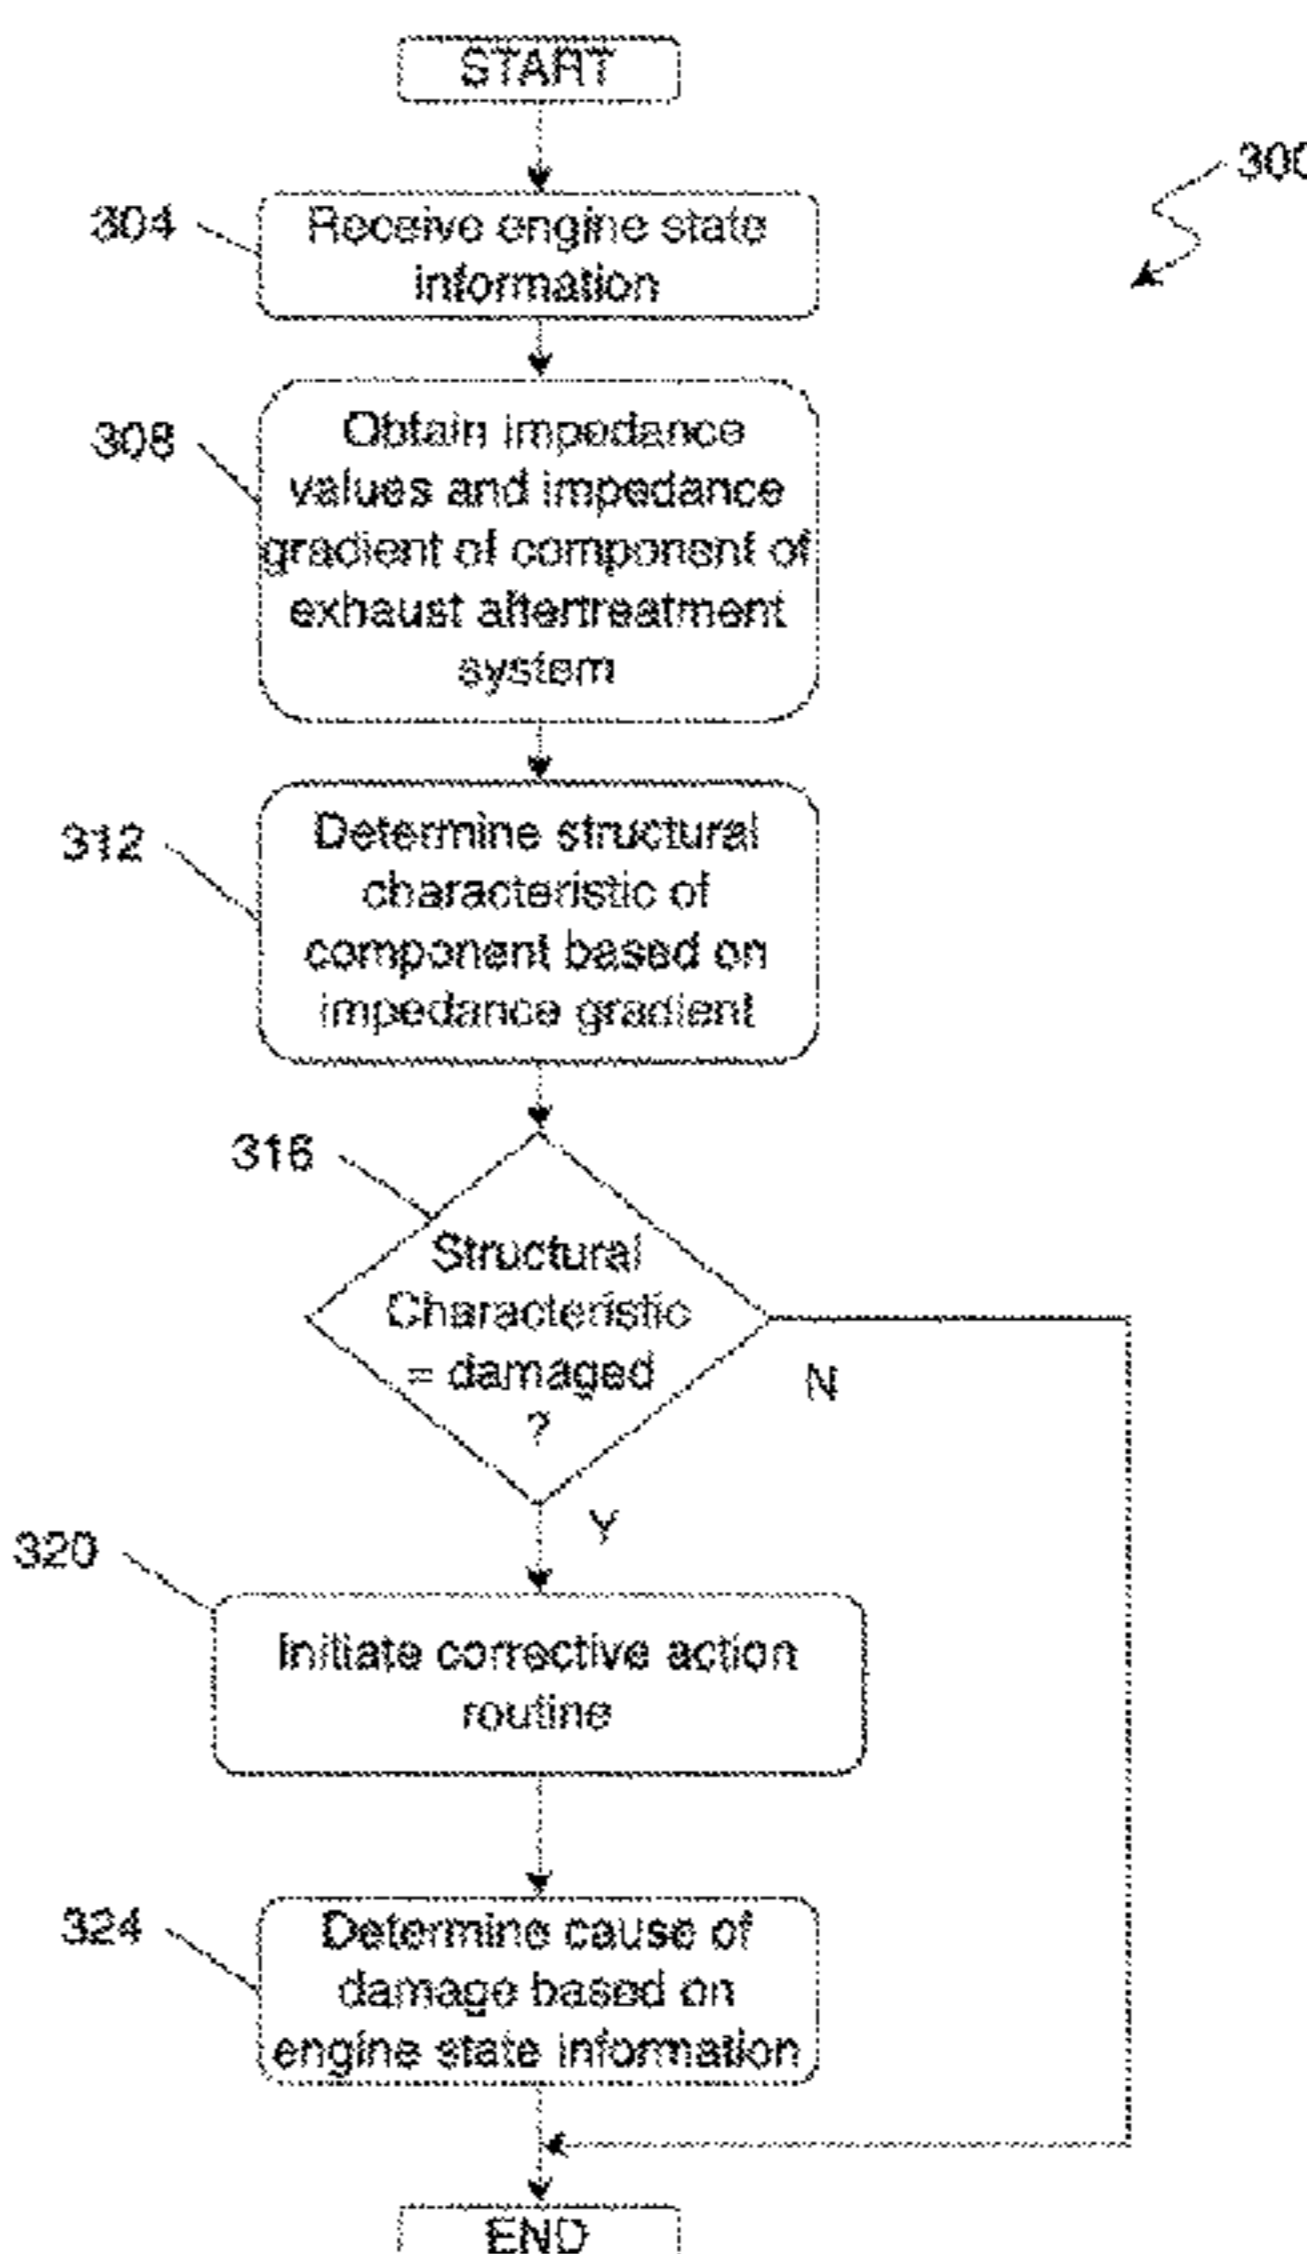 START
300
304
Receive engine state
information
308
Obtain impedance
values and impedance
gradient of component of
exhaust aftertreatment
system
312
Determine structural
characteristic of
component based on
impedance gradient
316
Structural
Characteristic
= damaged
?
N
Y
320
Initiate corrective action
routine
324
Determine cause of
damage based on
engine state information
END